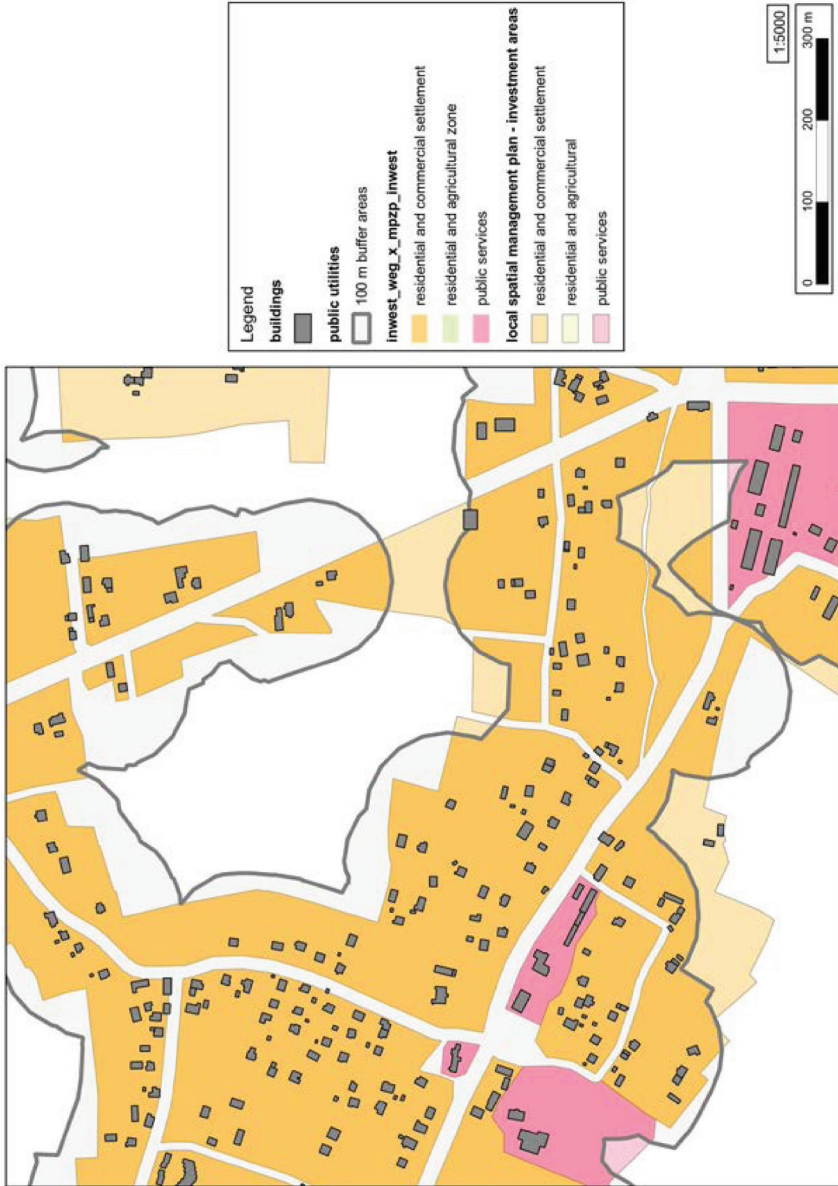 Legend
buildings
public utilities
100 m buffer areas
inwest_weg_x_mpzp_inwest
residential and commercial settlement
residential and agricultural zone
public services
local spatial management plan - investment areas
residential and commercial settlement
residential and agricultural
public services
1:5000
0 100 200 300 m